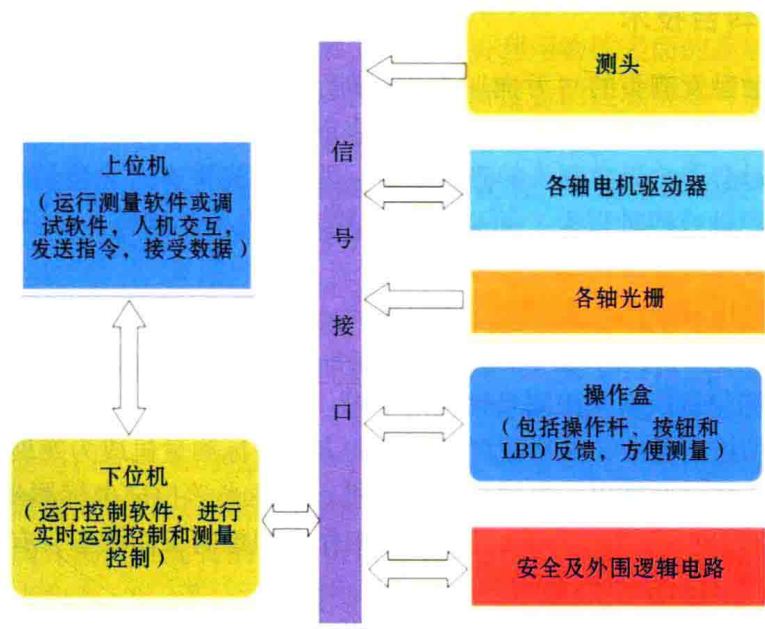 测头
信
号
接
口
上位机
（运行测量软件或调
试软件，人机交互，
发送指令，接受数据）
各轴电机驱动器
各轴光栅
操作盒
（包括操作杆、按钮和
LBD 反馈，方便测量）
下位机
（运行控制软件，进行
实时运动控制和测量
控制）
安全及外围逻辑电路